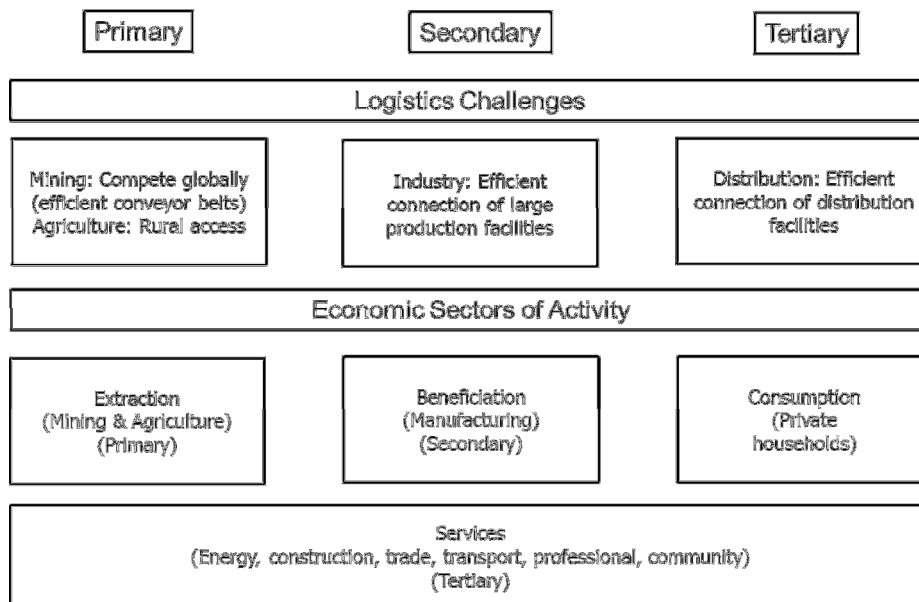 Primary
Secondary
Tertiary
Logistics Challenges
Mining: Compete globally
(efficient conveyor belts)
Agriculture: Rural access
Industry: Efficient
connection of large
production facilities
Distribution: Efficient
connection of distribution
facilities
Economic Sectors of Activity
Extraction
(Mining & Agriculture)
(Primary)
Beneficiation
(Manufacturing)
(Secondary)
Consumption
(Private
households)
Services
(Energy, construction, trade, transport, professional, community)
(Tertiary)